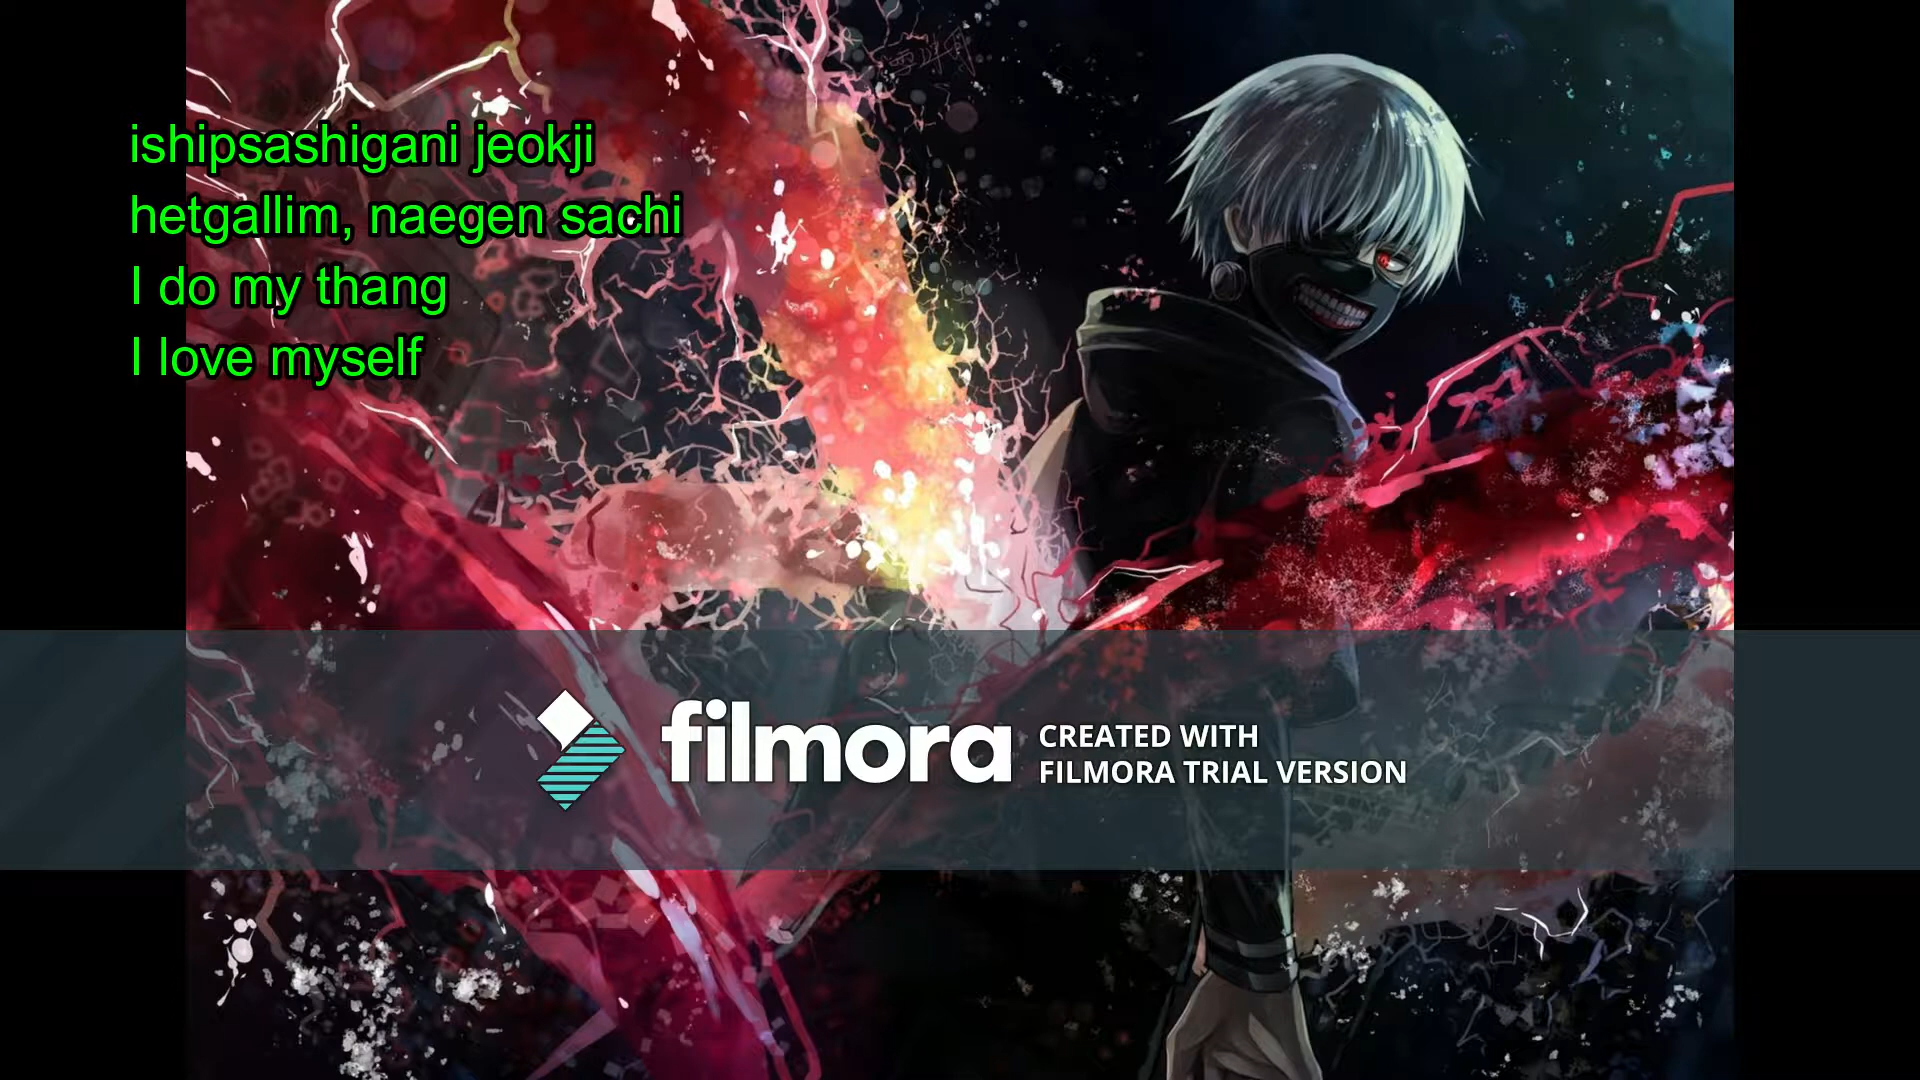 ishipsashigani jeokji
hetgallim, naegen sachi
I do my thang
I love myself
filmora
CREATED WITH
FILMORA TRIAL VERSION